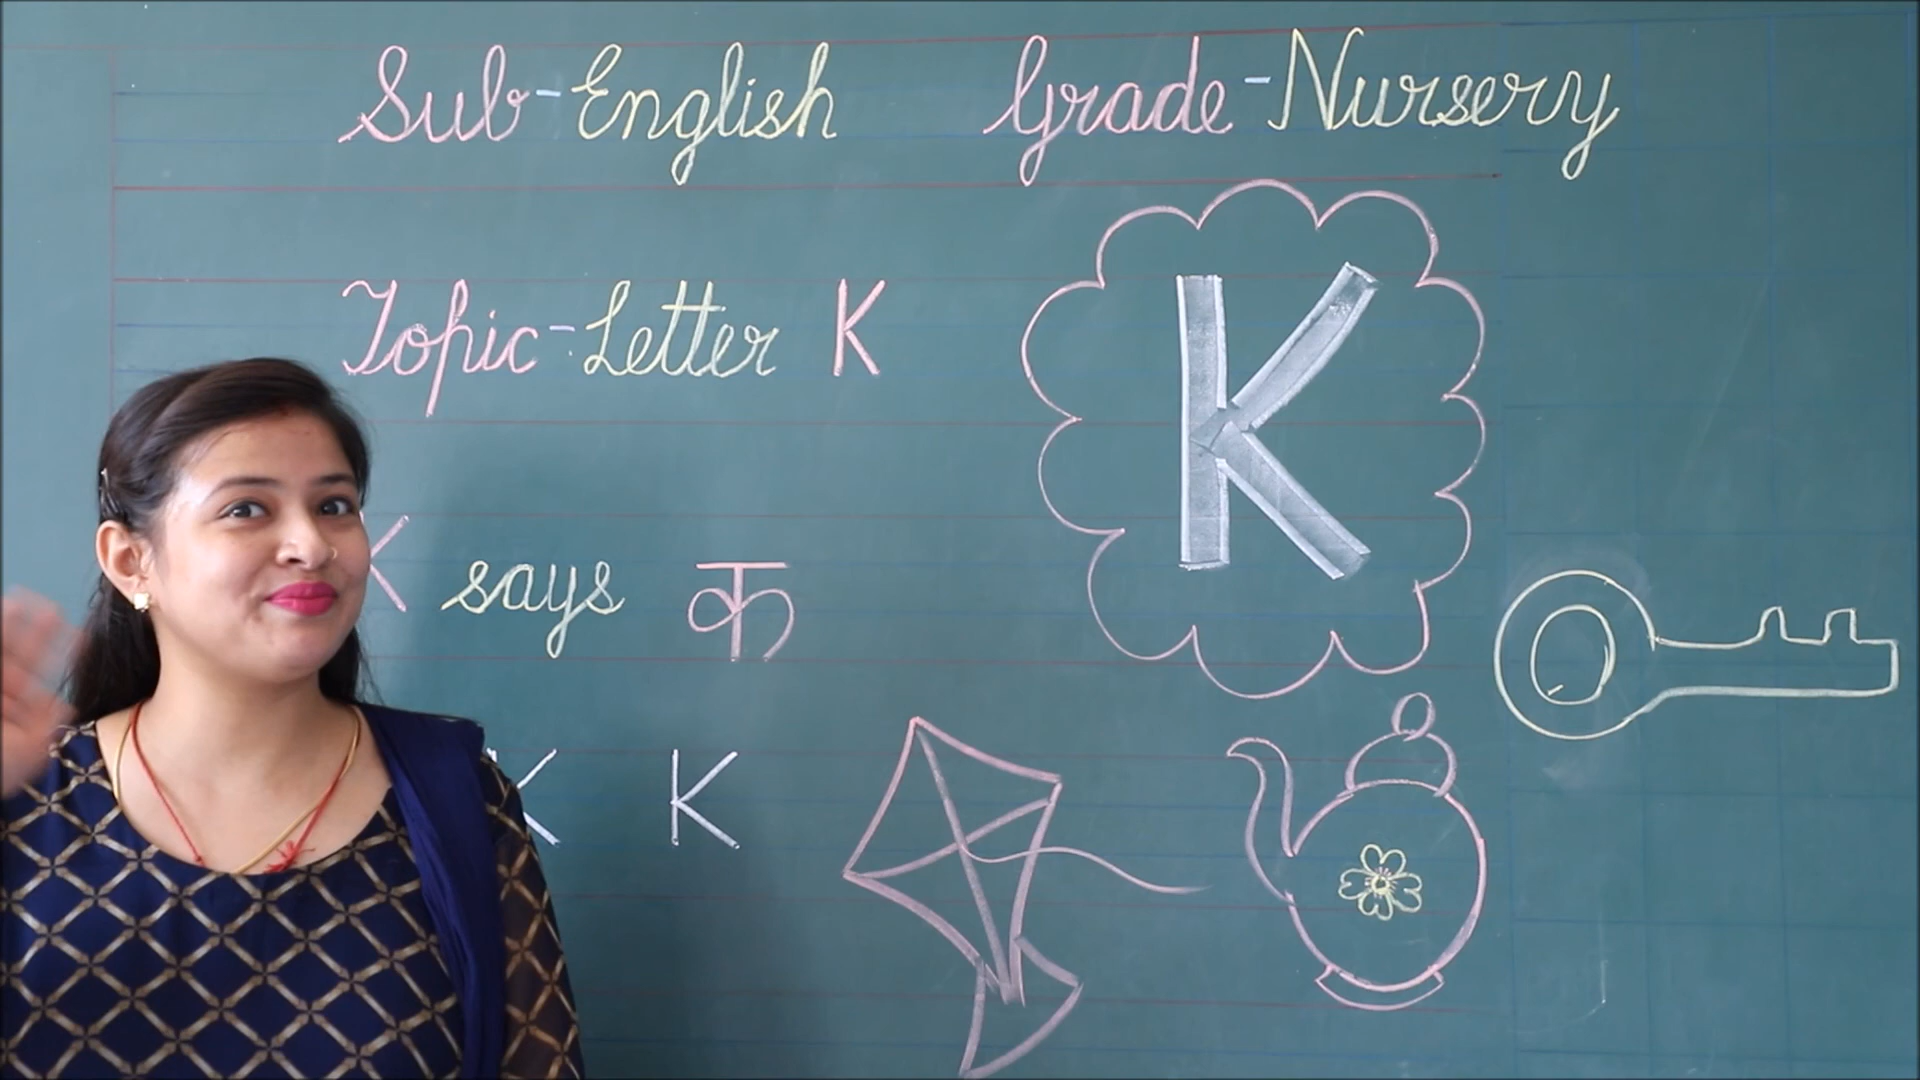 Sub-English Grade-Nursery
Topic-Letter K
K
K says क
K K